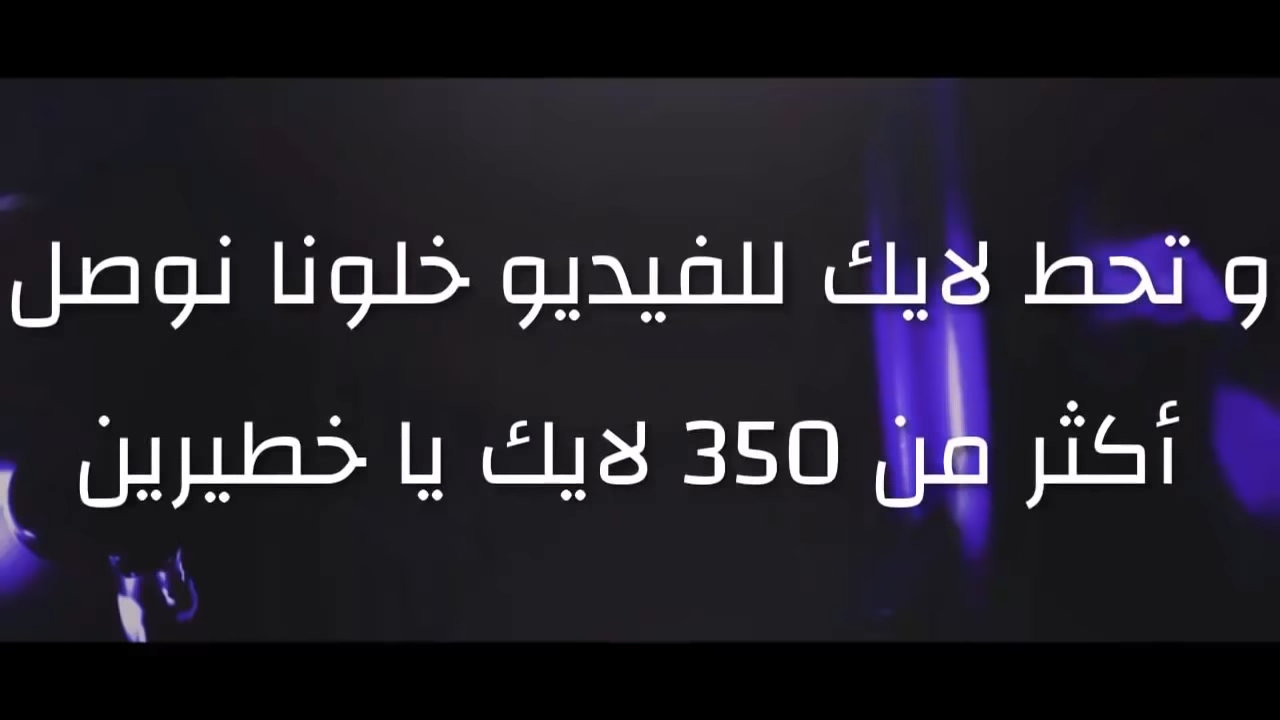 و تحط لايك للفيديو خلونا نوصل
أكثر من 350 لايك يا خطيرين